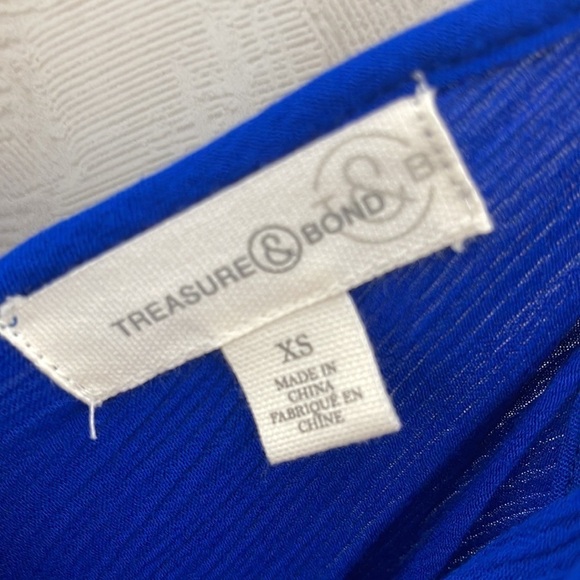 TREASURE & BOND
T&B
XS
MADE IN
CHINA
FABRIQUÉ EN
CHINE